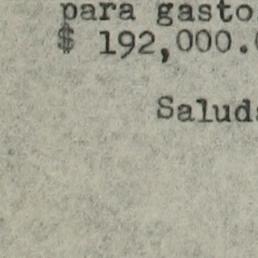 para gasto
$ 192,000.
Salud